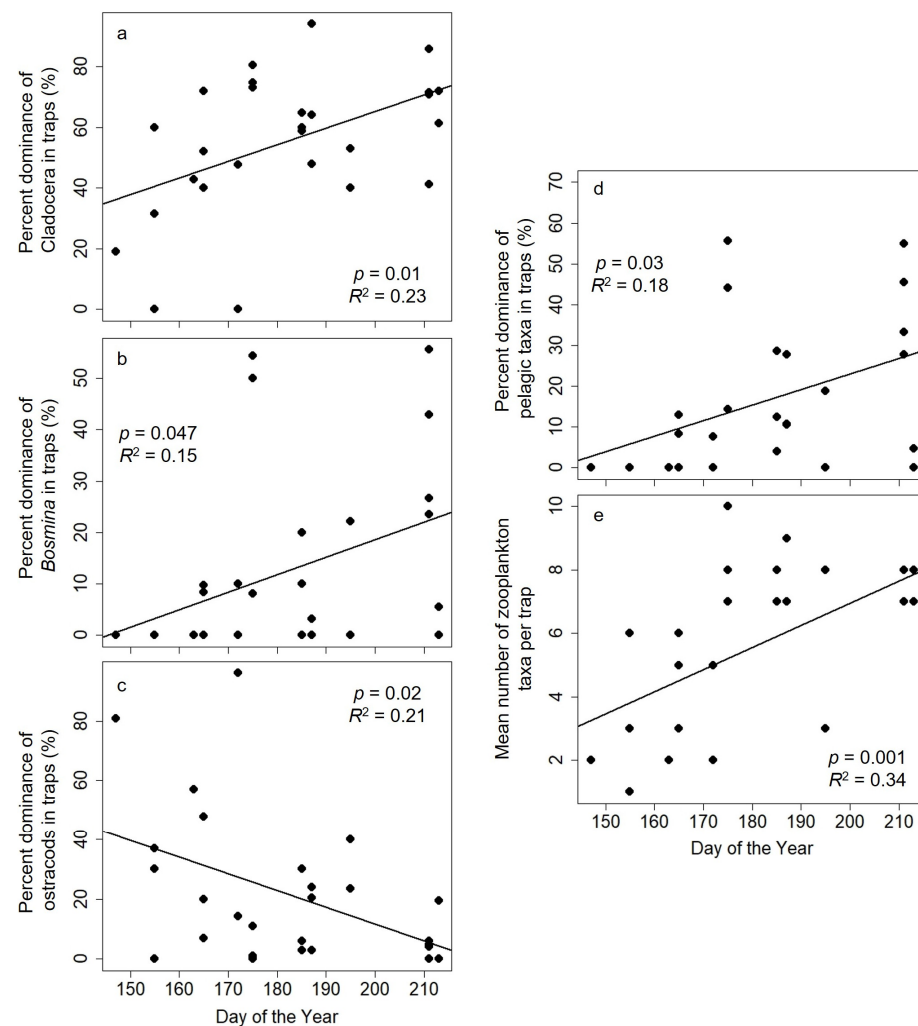 a
Percent dominance of
Cladocera in traps (%)
80
60
40
20
0
p = 0.01
R² = 0.23
b
Percent dominance of
Bosmina in traps (%)
50
40
30
20
10
0
p = 0.047
R² = 0.15
c
Percent dominance of
ostracods in traps (%)
80
60
40
20
0
p = 0.02
R² = 0.21
150 160 170 180 190 200 210
Day of the Year
d
Percent dominance of
pelagic taxa in traps (%)
70
60
50
40
30
20
10
0
p = 0.03
R² = 0.18
e
Mean number of zooplankton
taxa per trap
10
8
6
4
2
p = 0.001
R² = 0.34
150 160 170 180 190 200 210
Day of the Year